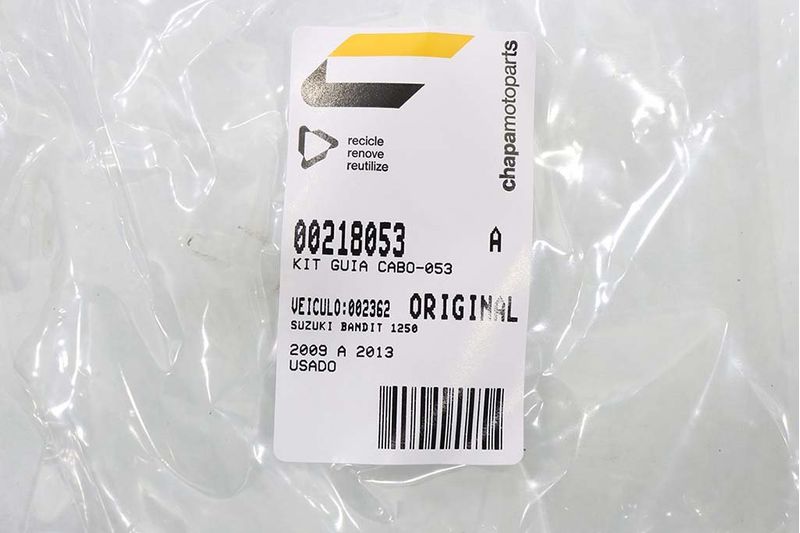 chapamotoparts
recicle
renove
reutilize
00218053 A
KIT GUIA CABO-053
VEICULO:002362 ORIGINAL
SUZUKI BANDIT 1250
2009 A 2013
USADO